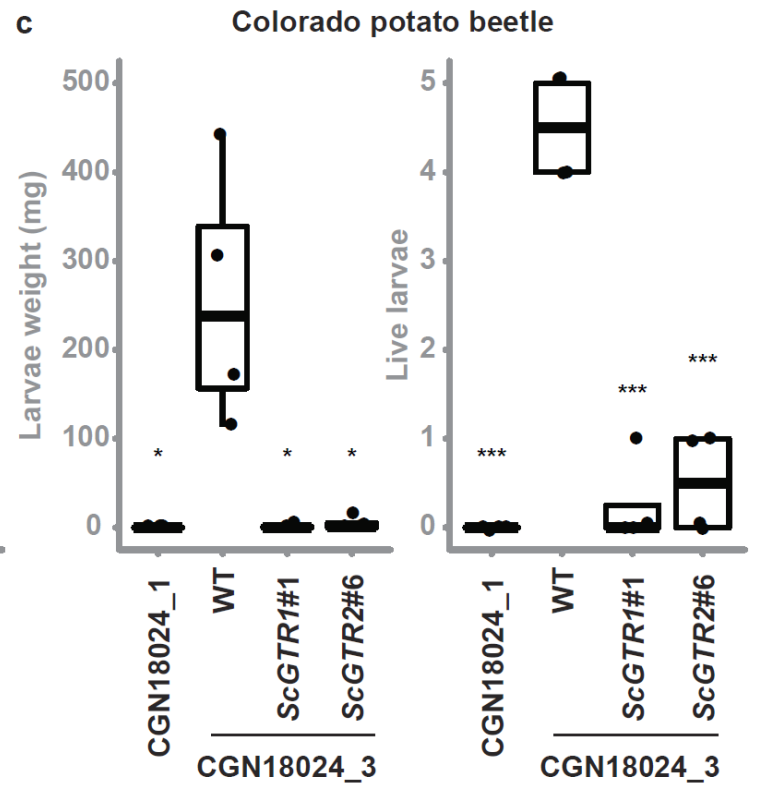 c
Colorado potato beetle
Larvae weight (mg)
500
400
300
200
100
0
*
*
*
CGN18024_1
WT
ScGTR1#1
ScGTR2#6
CGN18024_3
Live larvae
5
4
3
2
1
0
***
***
***
CGN18024_1
WT
ScGTR1#1
ScGTR2#6
CGN18024_3